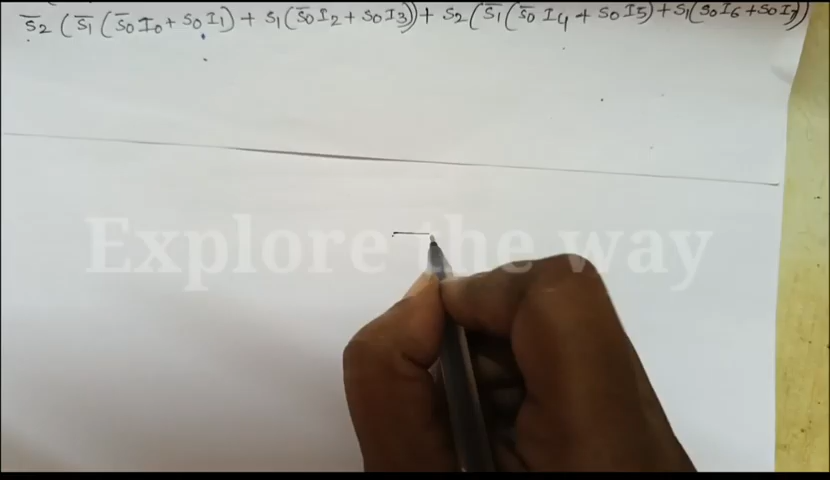 S̅2 (S̅1 (S̅0 I0 + S0 I1) + S1 (S̅0 I2 + S0 I3)) + S2 (S̅1 (S̅0 I4 + S0 I5) + S1 (S̅0 I6 + S0 I7))
Explore the way